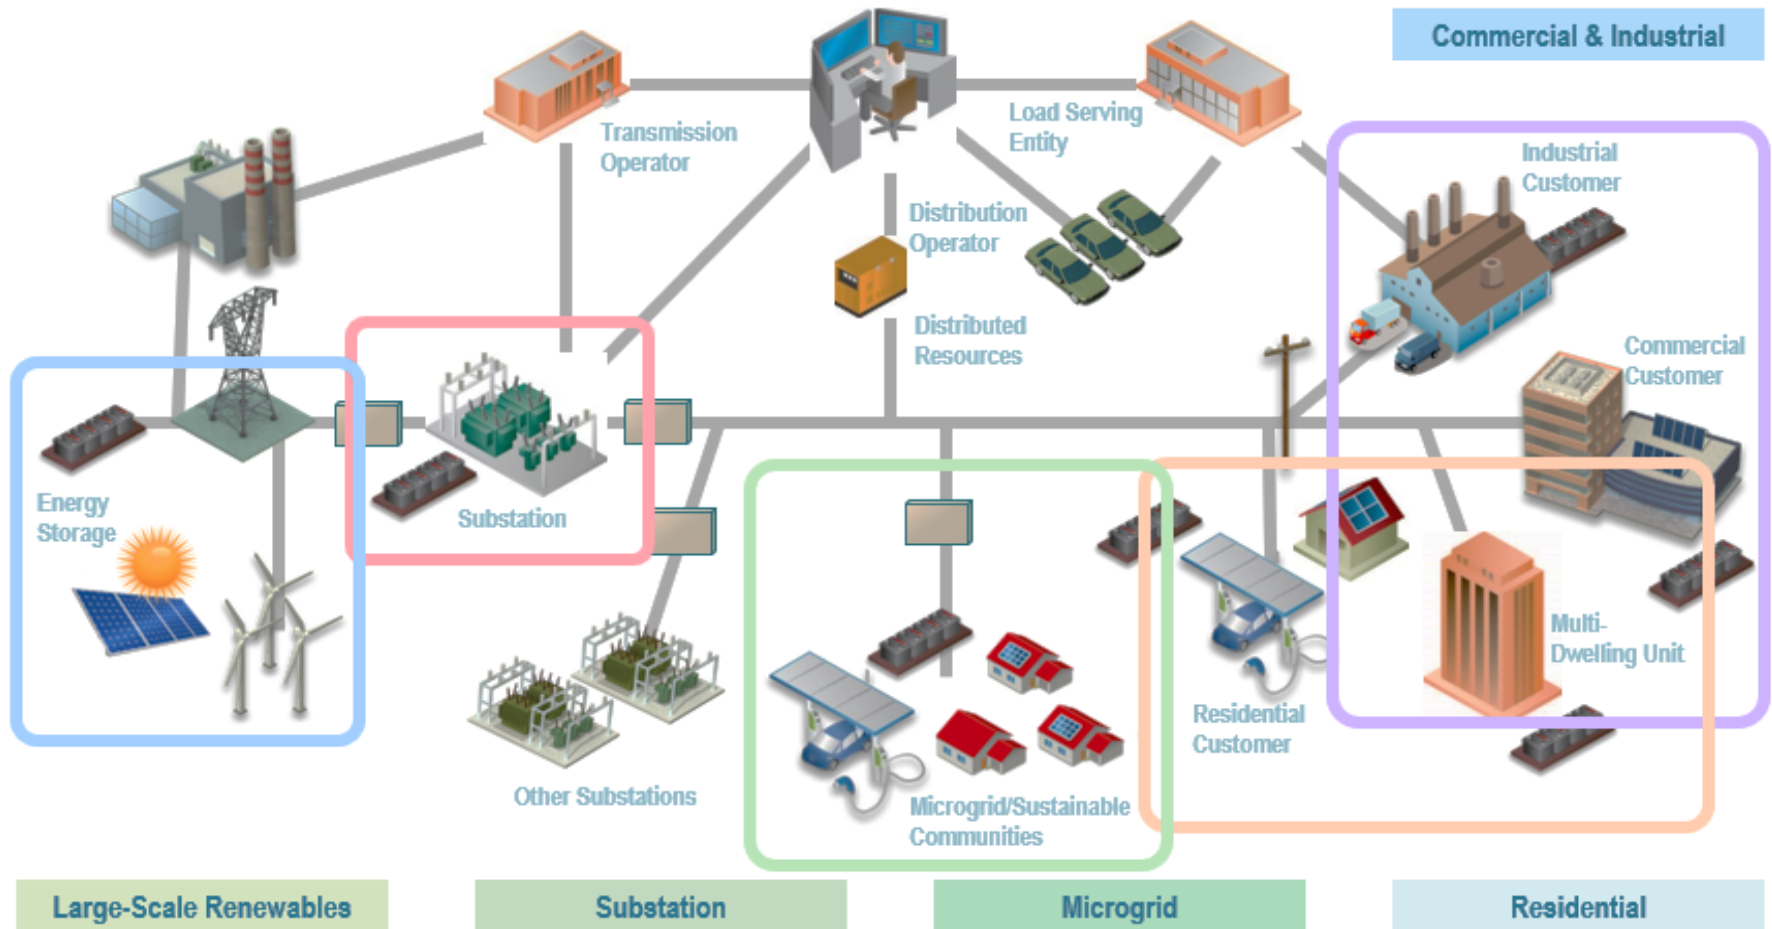 Commercial & Industrial
Transmission
Operator
Load Serving
Entity
Industrial
Customer
Distribution
Operator
Distributed
Resources
Commercial
Customer
Energy
Storage
Substation
Multi-
Dwelling Unit
Residential
Customer
Other Substations
Microgrid/Sustainable
Communities
Large-Scale Renewables
Substation
Microgrid
Residential